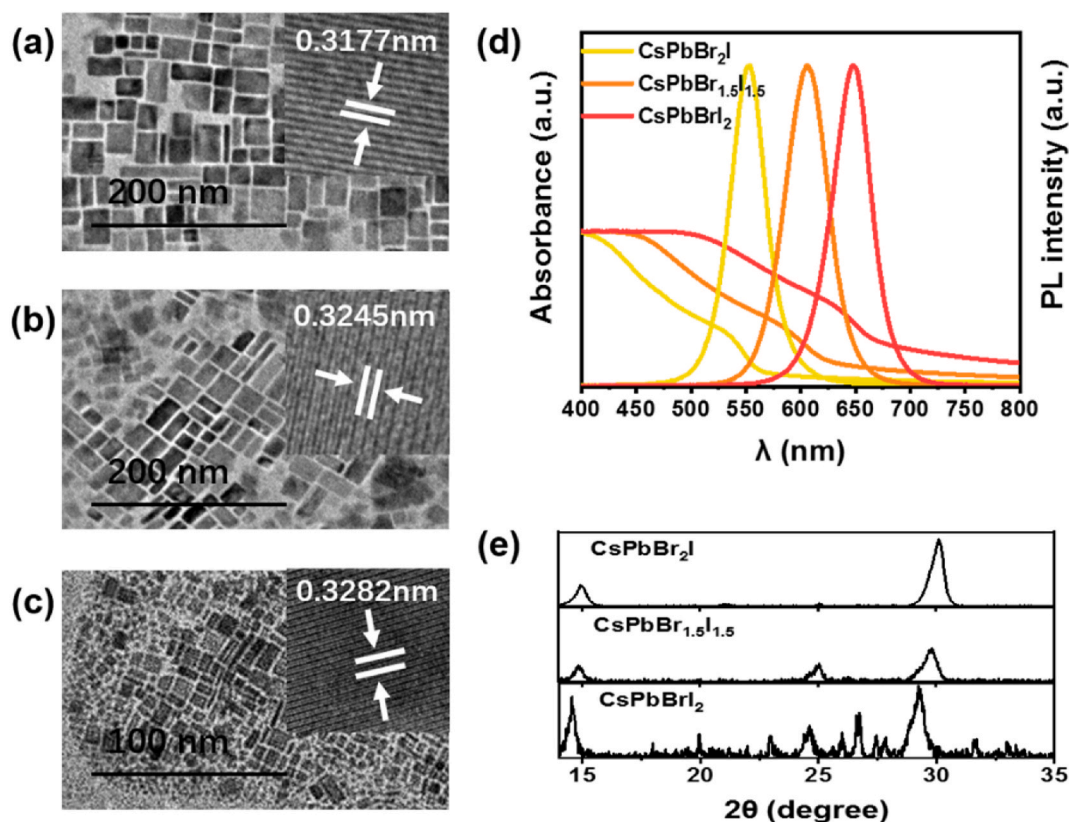 (a)
0.3177nm
200 nm
(b)
0.3245nm
200 nm
(c)
0.3282nm
100 nm
(d)
CsPbBr₂I
CsPbBr₁.₅I₁.₅
CsPbBrI₂
Absorbance (a.u.)
PL intensity (a.u.)
400 450 500 550 600 650 700 750 800
λ (nm)
(e)
CsPbBr₂I
CsPbBr₁.₅I₁.₅
CsPbBrI₂
15 20 25 30 35
2θ (degree)